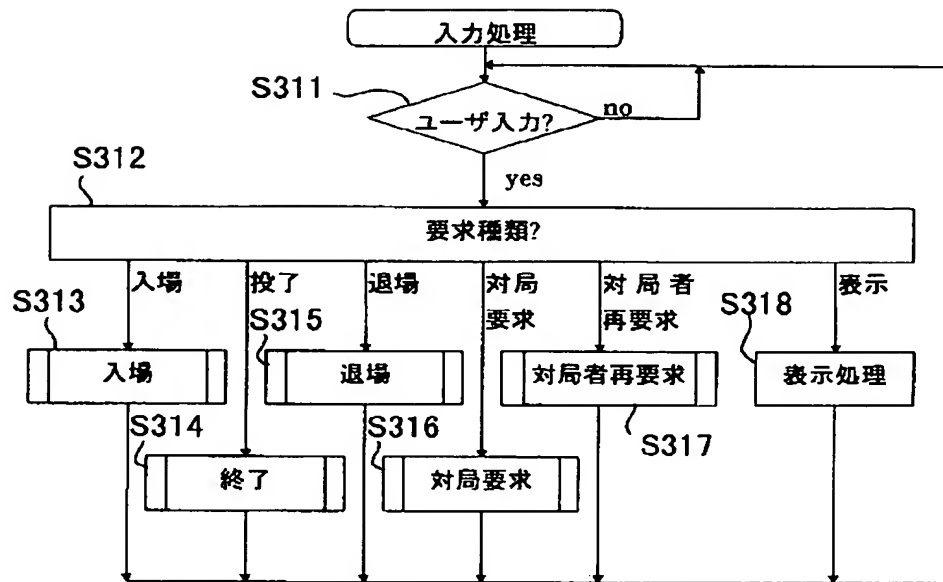 入力処理
S311
ユーザ入力?
no
yes
S312
要求種類?
入場
投了
退場
対局
要求
対局者
再要求
表示
S313
入場
S315
退場
対局者再要求
S318
表示処理
S314
終了
S316
対局要求
S317